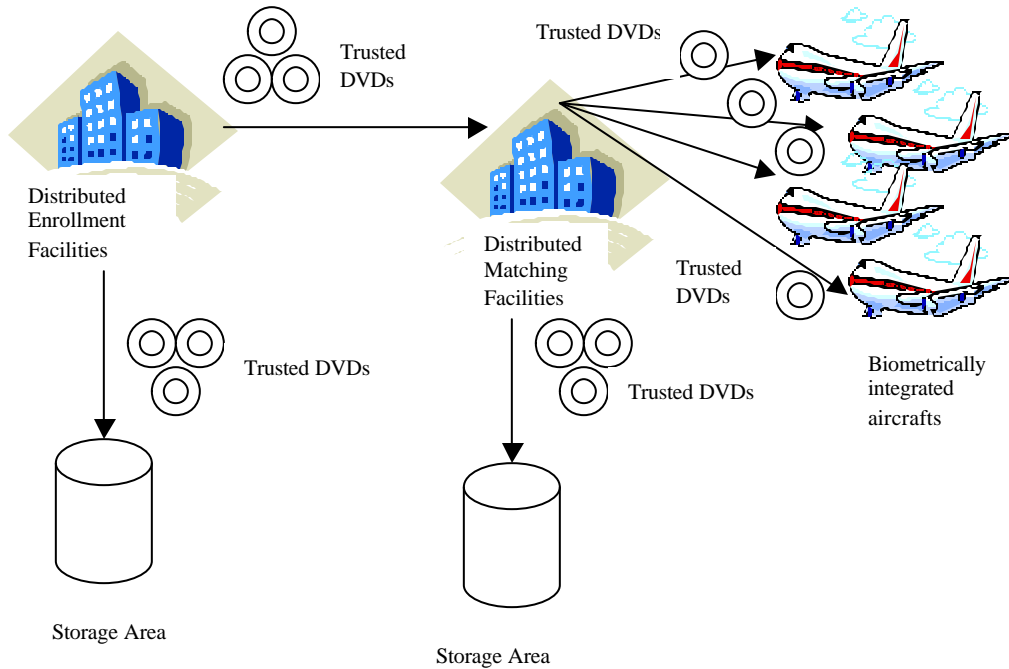 Trusted
DVDs
Trusted DVDs
Distributed
Enrollment
Facilities
Distributed
Matching
Facilities
Trusted
DVDs
Trusted DVDs
Trusted DVDs
Biometrically
integrated
aircrafts
Storage Area
Storage Area